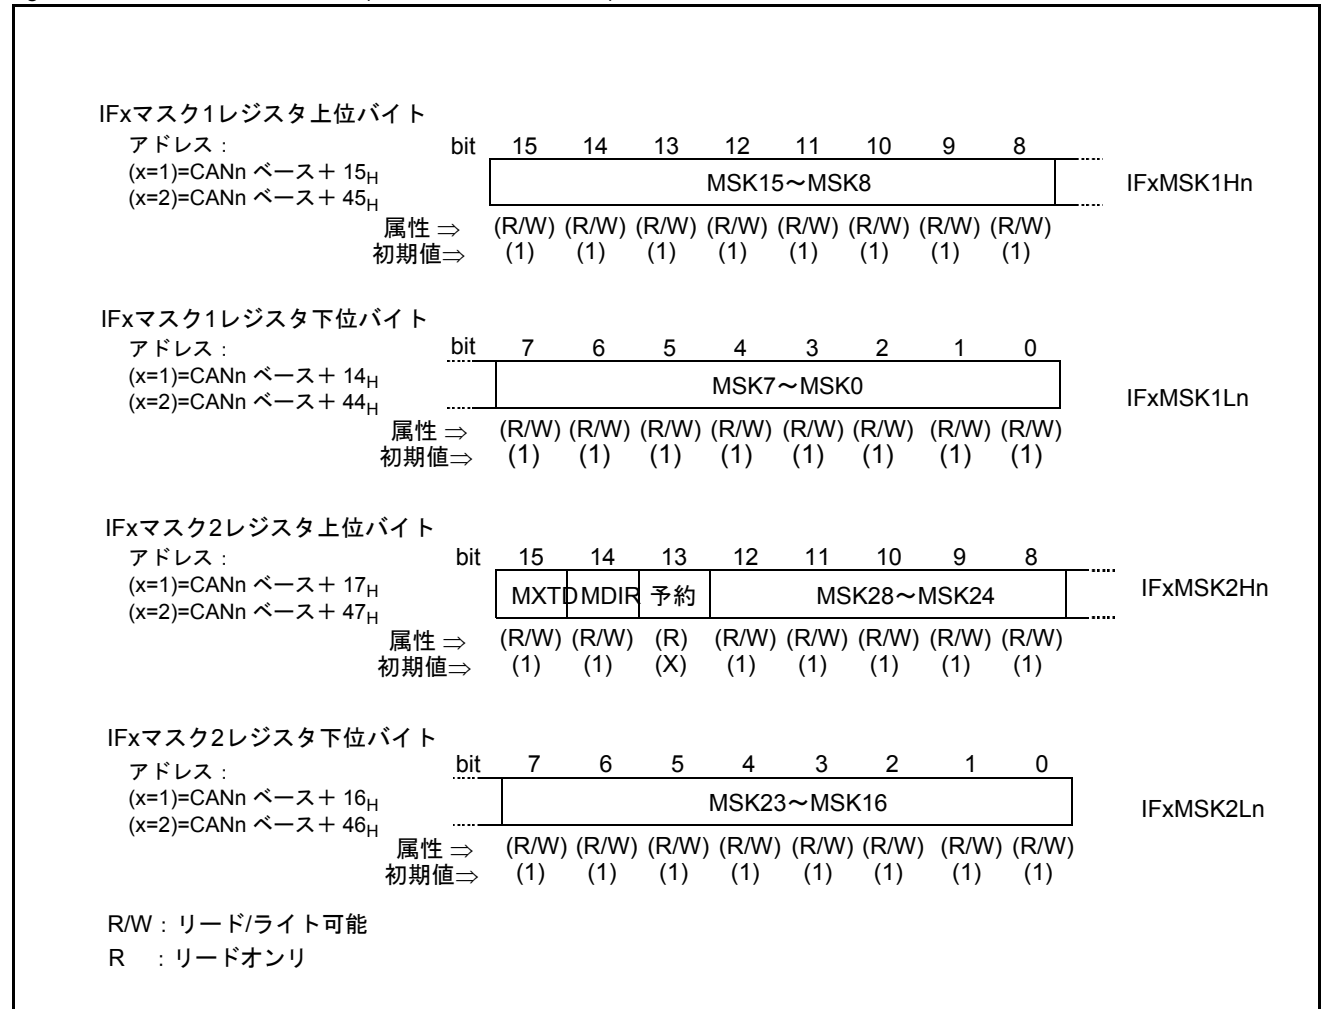 IFxマスク1レジスタ上位バイト
アドレス:
bit 15 14 13 12 11 10 9 8
(x=1)=CANn ベース+ 15H
(x=2)=CANn ベース+ 45H
MSK15~MSK8
IFxMSK1Hn
属性⇒ (R/W) (R/W) (R/W) (R/W) (R/W) (R/W) (R/W) (R/W)
初期値⇒ (1) (1) (1) (1) (1) (1) (1) (1)
IFxマスク1レジスタ下位バイト
アドレス:
bit 7 6 5 4 3 2 1 0
(x=1)=CANn ベース+ 14H
(x=2)=CANn ベース+ 44H
MSK7~MSK0
IFxMSK1Ln
属性⇒ (R/W) (R/W) (R/W) (R/W) (R/W) (R/W) (R/W) (R/W)
初期値⇒ (1) (1) (1) (1) (1) (1) (1) (1)
IFxマスク2レジスタ上位バイト
アドレス:
bit 15 14 13 12 11 10 9 8
(x=1)=CANn ベース+ 17H
(x=2)=CANn ベース+ 47H
MXTD MDIR 予約 MSK28~MSK24
IFxMSK2Hn
属性⇒ (R/W) (R/W) (R) (R/W) (R/W) (R/W) (R/W) (R/W)
初期値⇒ (1) (1) (X) (1) (1) (1) (1) (1)
IFxマスク2レジスタ下位バイト
アドレス:
bit 7 6 5 4 3 2 1 0
(x=1)=CANn ベース+ 16H
(x=2)=CANn ベース+ 46H
MSK23~MSK16
IFxMSK2Ln
属性⇒ (R/W) (R/W) (R/W) (R/W) (R/W) (R/W) (R/W) (R/W)
初期値⇒ (1) (1) (1) (1) (1) (1) (1) (1)
R/W:リード/ライト可能
R :リードオンリ